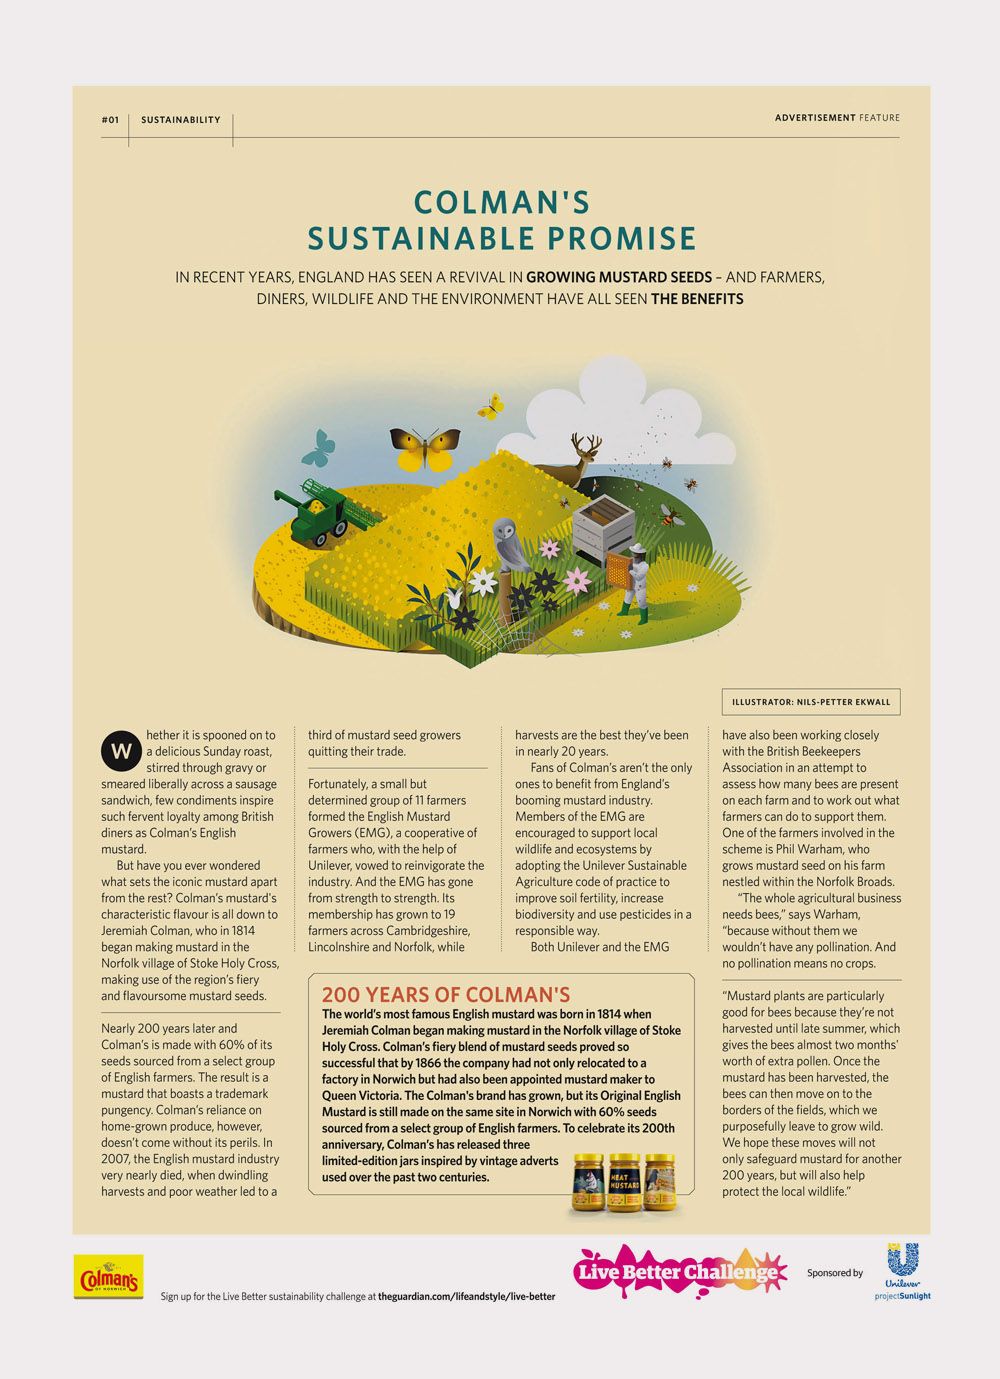 #01
SUSTAINABILITY
ADVERTISEMENT FEATURE
COLMAN'S
SUSTAINABLE PROMISE
IN RECENT YEARS, ENGLAND HAS SEEN A REVIVAL IN GROWING MUSTARD SEEDS – AND FARMERS,
DINERS, WILDLIFE AND THE ENVIRONMENT HAVE ALL SEEN THE BENEFITS
ILLUSTRATOR: NILS-PETTER EKWALL
Whether it is spooned on to
a delicious Sunday roast,
stirred through gravy or
smeared liberally across a sausage
sandwich, few condiments inspire
such fervent loyalty among British
diners as Colman's English
mustard.
But have you ever wondered
what sets the iconic mustard apart
from the rest? Colman's mustard's
characteristic flavour is all down to
Jeremiah Colman, who in 1814
began making mustard in the
Norfolk village of Stoke Holy Cross,
making use of the region's fiery
and flavoursome mustard seeds.
Nearly 200 years later and
Colman's is made with 60% of its
seeds sourced from a select group
of English farmers. The result is a
mustard that boasts a trademark
pungency. Colman's reliance on
home-grown produce, however,
doesn't come without its perils. In
2007, the English mustard industry
very nearly died, when dwindling
harvests and poor weather led to a
third of mustard seed growers
quitting their trade.
Fortunately, a small but
determined group of 11 farmers
formed the English Mustard
Growers (EMG), a cooperative of
farmers who, with the help of
Unilever, vowed to reinvigorate the
industry. And the EMG has gone
from strength to strength. Its
membership has grown to 19
farmers across Cambridgeshire,
Lincolnshire and Norfolk, while
harvests are the best they've been
in nearly 20 years.
Fans of Colman's aren't the only
ones to benefit from England's
booming mustard industry.
Members of the EMG are
encouraged to support local
wildlife and ecosystems by
adopting the Unilever Sustainable
Agriculture code of practice to
improve soil fertility, increase
biodiversity and use pesticides in a
responsible way.
Both Unilever and the EMG
have also been working closely
with the British Beekeepers
Association in an attempt to
assess how many bees are present
on each farm and to work out what
farmers can do to support them.
One of the farmers involved in the
scheme is Phil Warham, who
grows mustard seed on his farm
nestled within the Norfolk Broads.
"The whole agricultural business
needs bees," says Warham,
"because without them we
wouldn't have any pollination. And
no pollination means no crops.
"Mustard plants are particularly
good for bees because they're not
harvested until late summer, which
gives the bees almost two months'
worth of extra pollen. Once the
mustard has been harvested, the
bees can then move on to the
borders of the fields, which we
purposefully leave to grow wild.
We hope these moves will not
only safeguard mustard for another
200 years, but will also help
protect the local wildlife."
200 YEARS OF COLMAN'S
The world's most famous English mustard was born in 1814 when
Jeremiah Colman began making mustard in the Norfolk village of Stoke
Holy Cross. Colman's fiery blend of mustard seeds proved so
successful that by 1866 the company had not only relocated to a
factory in Norwich but had also been appointed mustard maker to
Queen Victoria. The Colman's brand has grown, but its Original English
Mustard is still made on the same site in Norwich with 60% seeds
sourced from a select group of English farmers. To celebrate its 200th
anniversary, Colman's has released three
limited-edition jars inspired by vintage adverts
used over the past two centuries.
MEAT
MUSTARD
Colman's
OF NORWICH
Sign up for the Live Better sustainability challenge at theguardian.com/lifeandstyle/live-better
Live Better Challenge
Sponsored by
Unilever
projectSunlight